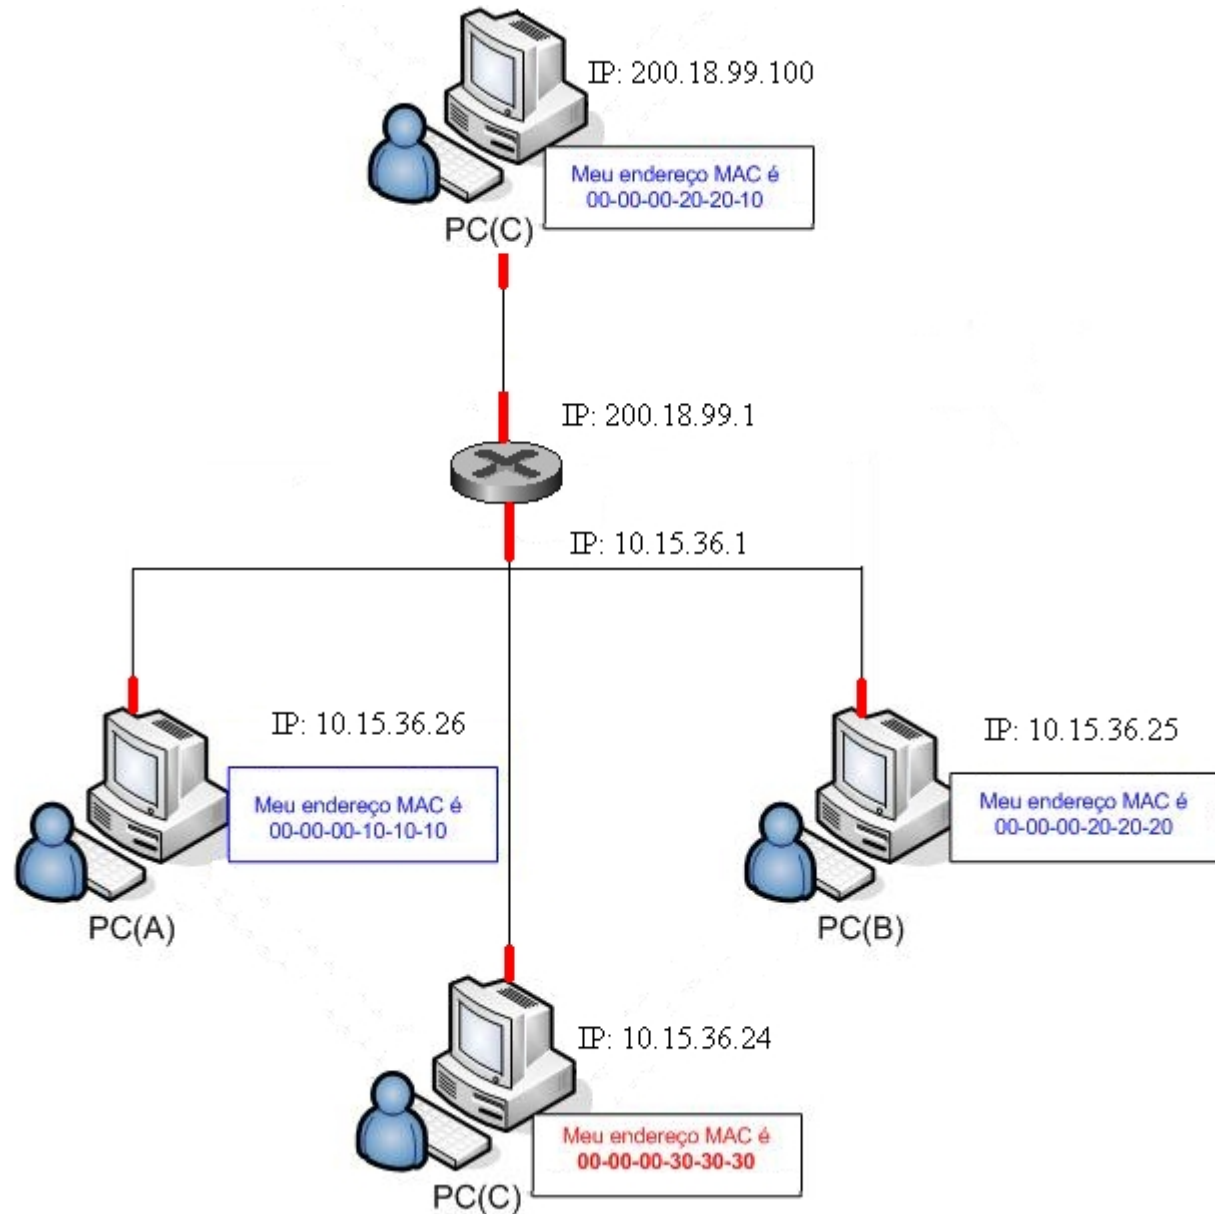 IP: 200.18.99.100
Meu endereço MAC é
00-00-00-20-20-10
PC(C)
IP: 200.18.99.1
IP: 10.15.36.1
IP: 10.15.36.26
Meu endereço MAC é
00-00-00-10-10-10
PC(A)
IP: 10.15.36.25
Meu endereço MAC é
00-00-00-20-20-20
PC(B)
IP: 10.15.36.24
Meu endereço MAC é
00-00-00-30-30-30
PC(C)